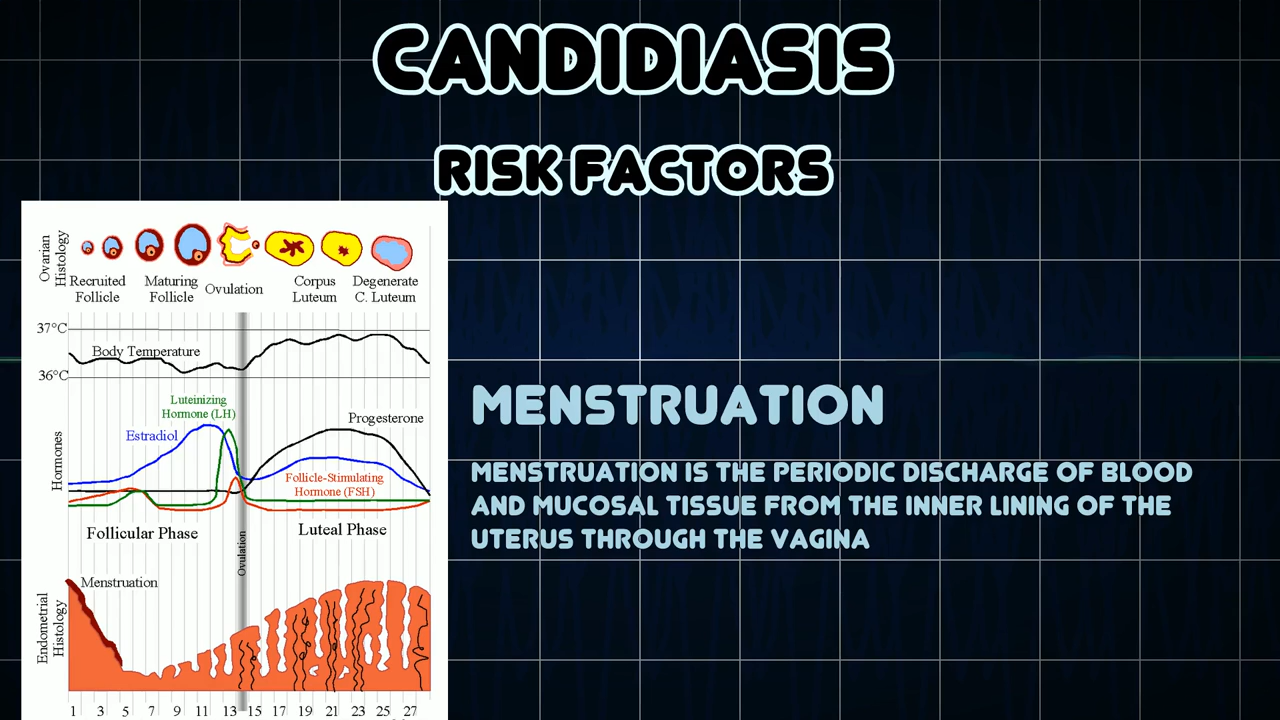 CANDIDIASIS
RISK FACTORS
Ovarian
Histology
Recruited
Follicle
Maturing
Follicle
Ovulation
Corpus
Luteum
Degenerate
C. Luteum
37°C
Body Temperature
36°C
Hormones
Luteinizing
Hormone (LH)
Estradiol
Progesterone
Follicle-Stimulating
Hormone (FSH)
Follicular Phase
Luteal Phase
Ovulation
Menstruation
Endometrial
Histology
1 3 5 7 9 11 13 15 17 19 21 23 25 27
MENSTRUATION
MENSTRUATION IS THE PERIODIC DISCHARGE OF BLOOD
AND MUCOSAL TISSUE FROM THE INNER LINING OF THE
UTERUS THROUGH THE VAGINA